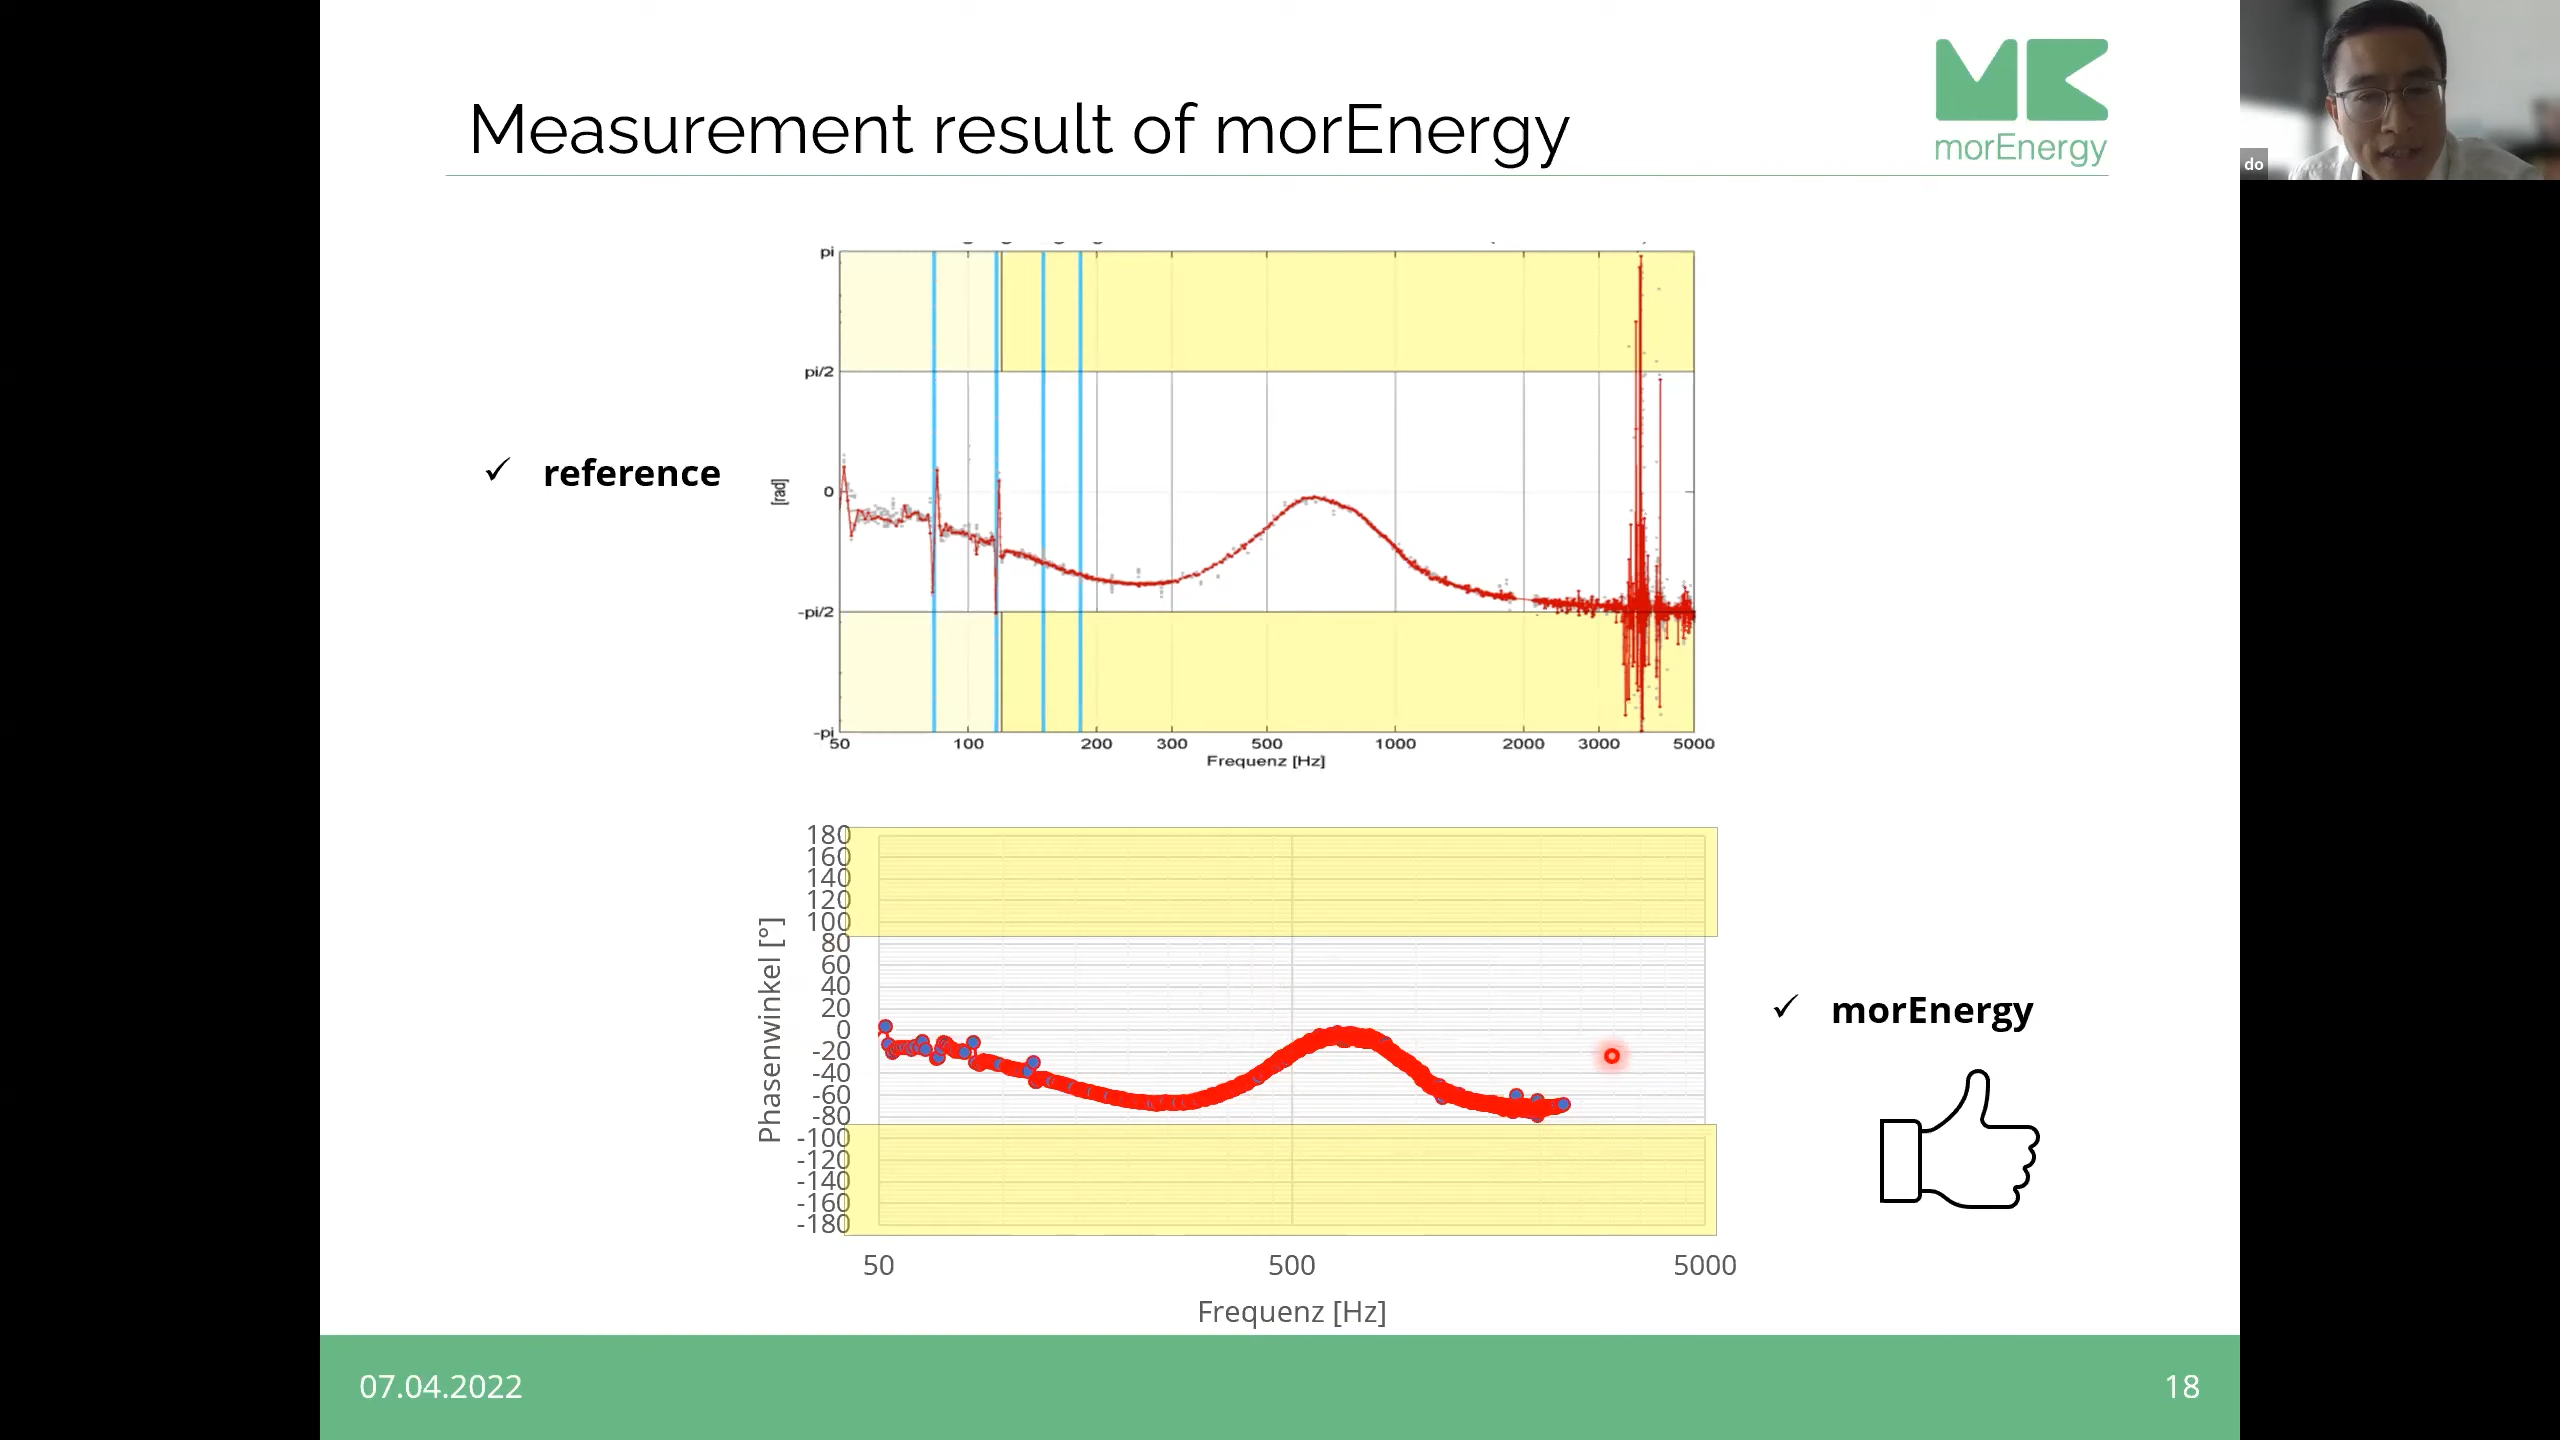 Measurement result of morEnergy
morEnergy
do
reference
[rad]
pi
pi/2
0
-pi/2
-pi
50 100 200 300 500 1000 2000 3000 5000
Frequenz [Hz]
Phasenwinkel [°]
180
160
140
120
100
80
60
40
20
0
-20
-40
-60
-80
-100
-120
-140
-160
-180
50 500 5000
Frequenz [Hz]
morEnergy
07.04.2022
18